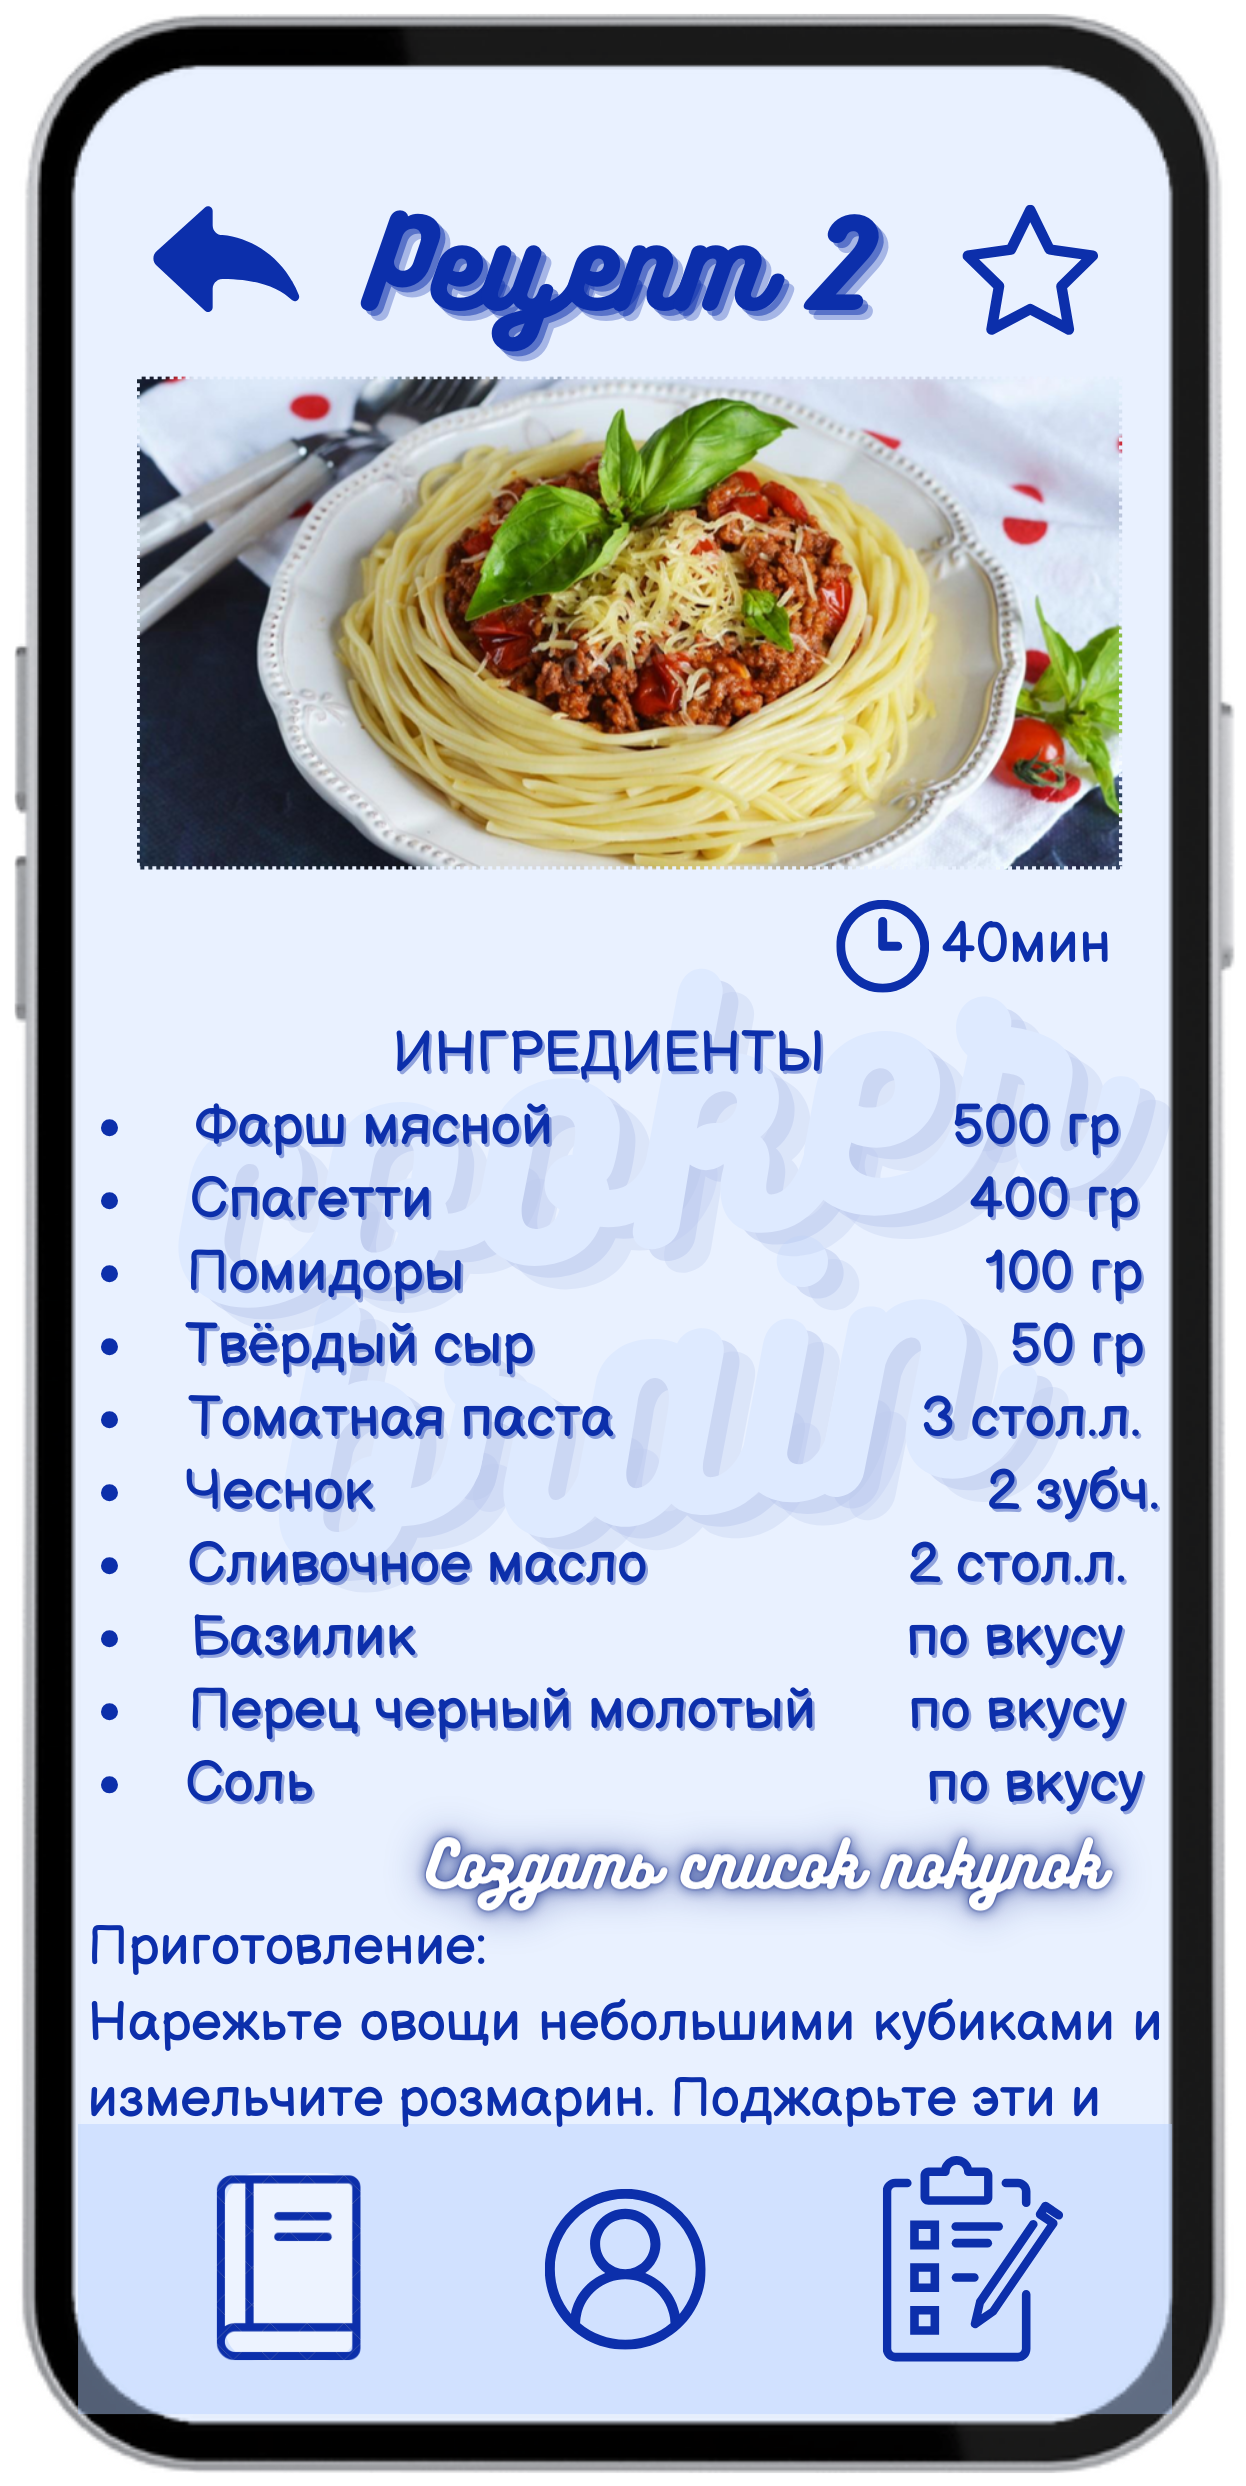 Рецепт 2
40мин
ИНГРЕДИЕНТЫ
Фарш мясной 500 гр
Спагетти 400 гр
Помидоры 100 гр
Твёрдый сыр 50 гр
Томатная паста 3 стол.л.
Чеснок 2 зубч.
Сливочное масло 2 стол.л.
Базилик по вкусу
Перец черный молотый по вкусу
Соль по вкусу
Создать список покупок
Приготовление:
Нарежьте овощи небольшими кубиками и
измельчите розмарин. Поджарьте эти и